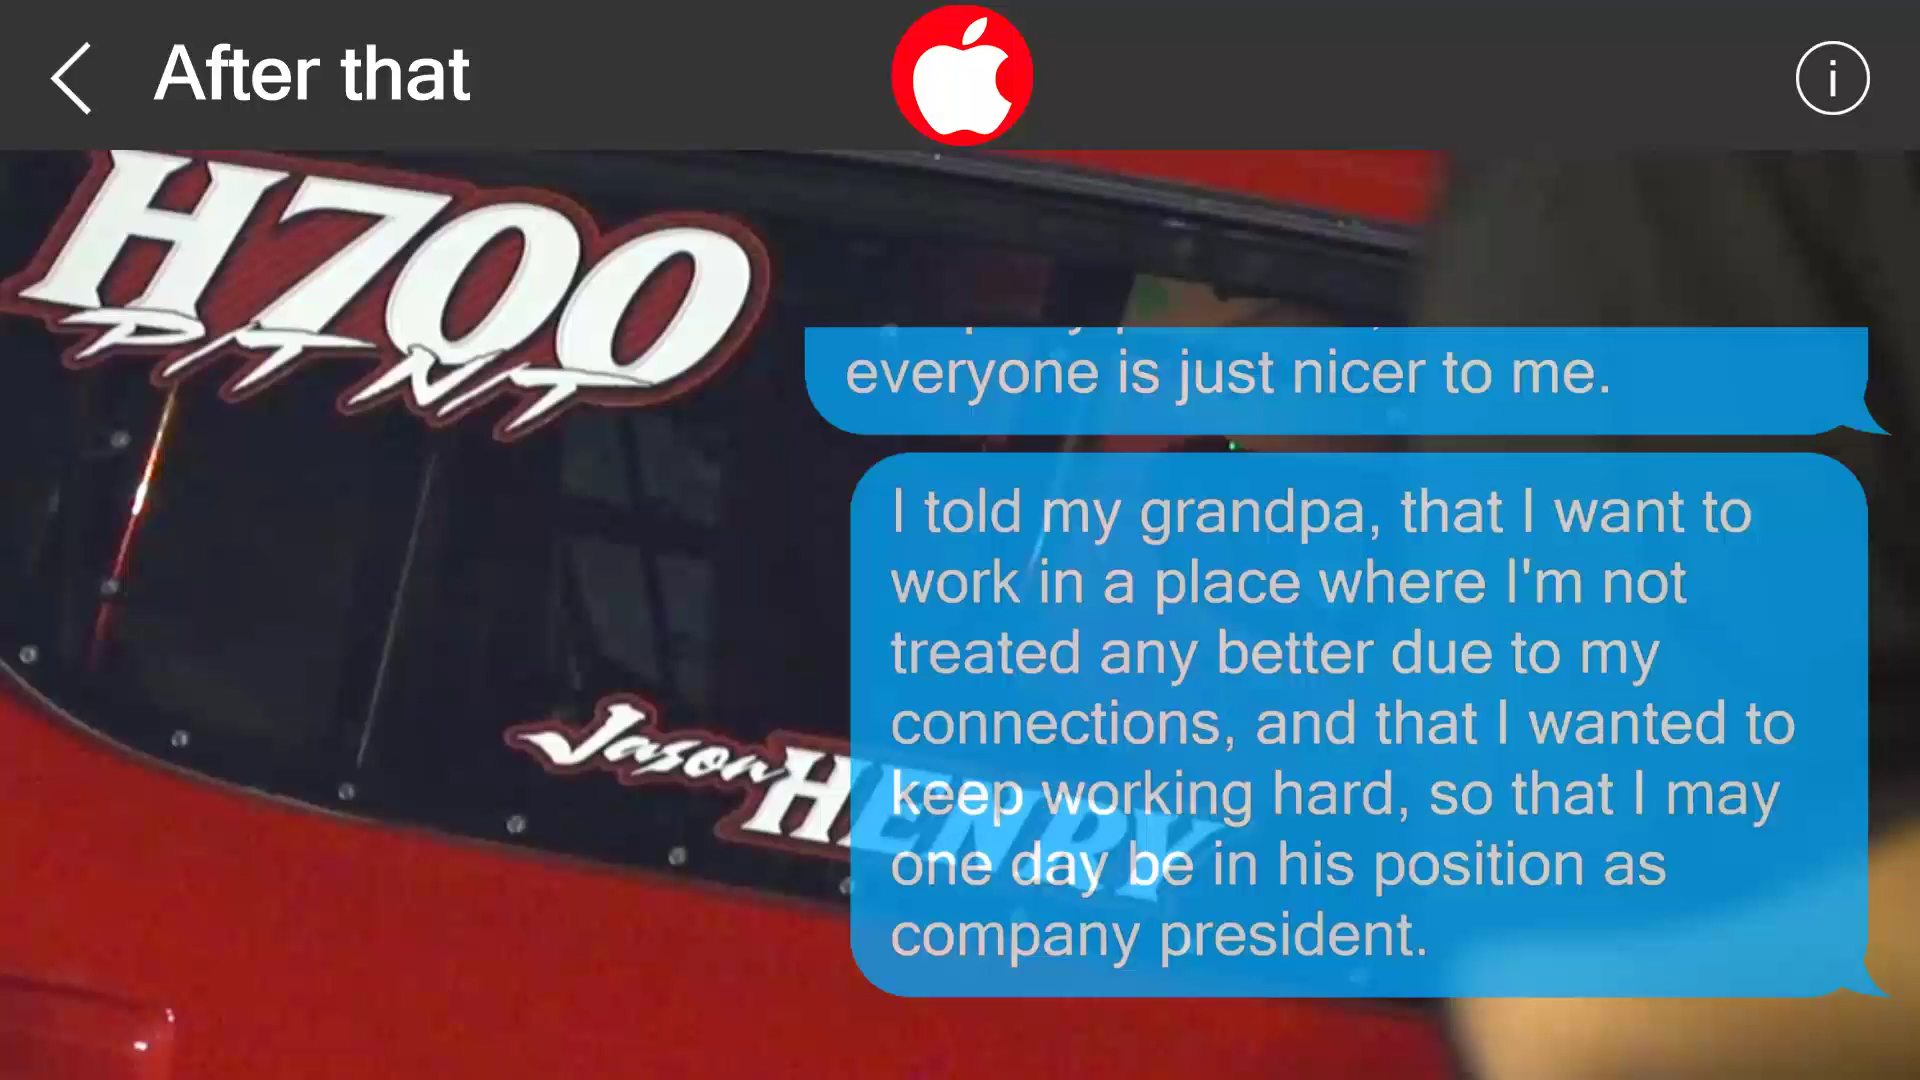 After that
i
H700
PIT N/T
everyone is just nicer to me.
I told my grandpa, that I want to
work in a place where I'm not
treated any better due to my
connections, and that I wanted to
keep working hard, so that I may
one day be in his position as
company president.
Jason HENRY